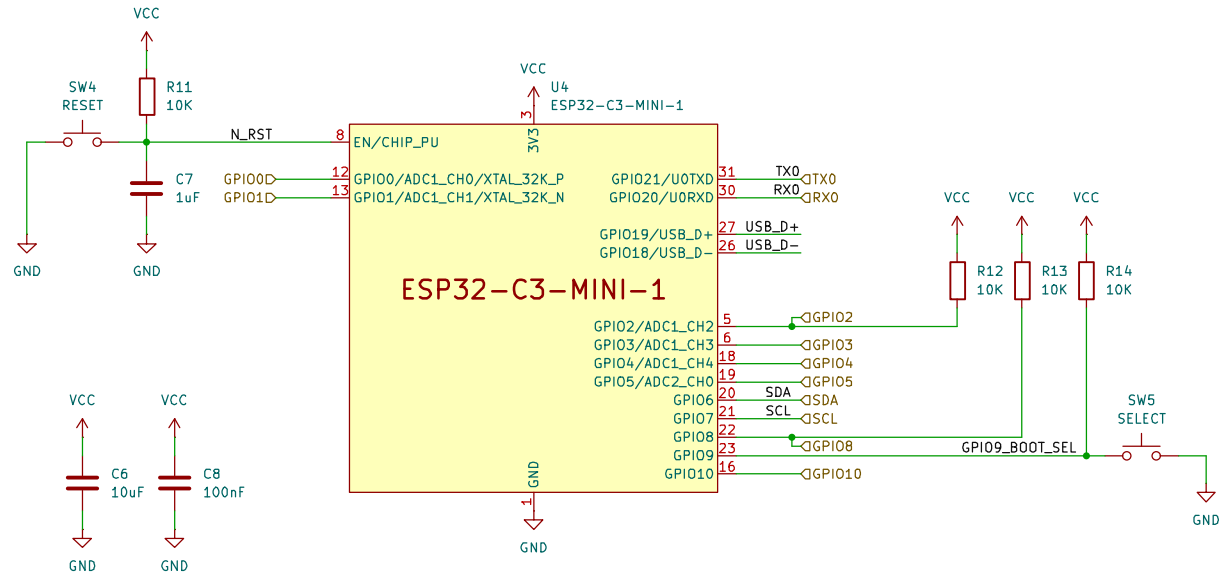 VCC
SW4
RESET
R11
10K
N_RST
C7
1uF
GND
GND
GPIO0
GPIO1
VCC
U4
ESP32-C3-MINI-1
3
3V3
8
EN/CHIP_PU
12
GPIO0/ADC1_CH0/XTAL_32K_P
13
GPIO1/ADC1_CH1/XTAL_32K_N
ESP32-C3-MINI-1
GPIO21/U0TXD
31
TX0
TX0
GPIO20/U0RXD
30
RX0
RX0
GPIO19/USB_D+
27
USB_D+
GPIO18/USB_D-
26
USB_D-
GPIO2/ADC1_CH2
5
GPIO2
GPIO3/ADC1_CH3
6
GPIO3
GPIO4/ADC1_CH4
18
GPIO4
GPIO5/ADC2_CH0
19
GPIO5
GPIO6
20
SDA
SDA
GPIO7
21
SCL
SCL
GPIO8
22
GPIO8
GPIO9
23
GPIO9_BOOT_SEL
GPIO10
16
GPIO10
GND
1
GND
VCC
R12
10K
VCC
R13
10K
VCC
R14
10K
SW5
SELECT
GND
VCC
C6
10uF
GND
VCC
C8
100nF
GND